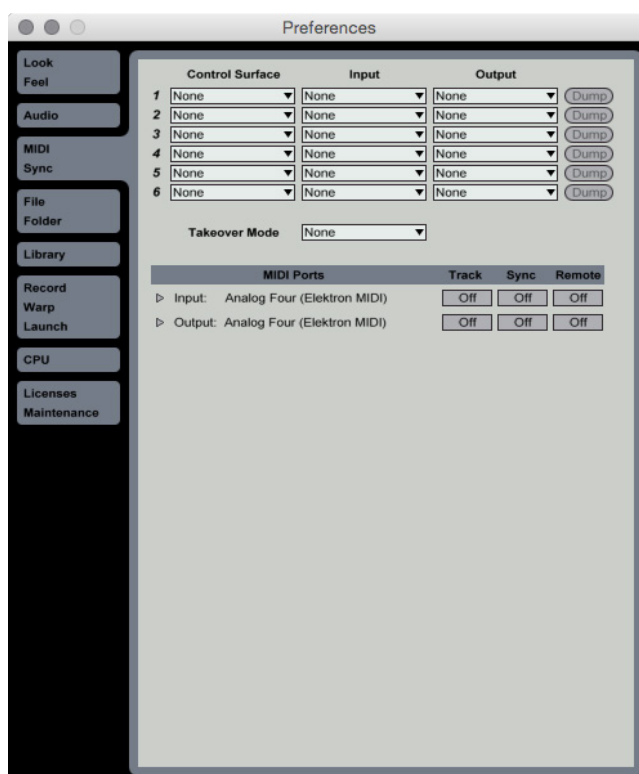 Preferences
Look
Feel
Audio
MIDI
Sync
File
Folder
Library
Record
Warp
Launch
CPU
Licenses
Maintenance
Control Surface Input Output
1 None None None Dump
2 None None None Dump
3 None None None Dump
4 None None None Dump
5 None None None Dump
6 None None None Dump
Takeover Mode None
MIDI Ports Track Sync Remote
Input: Analog Four (Elektron MIDI) Off Off Off
Output: Analog Four (Elektron MIDI) Off Off Off